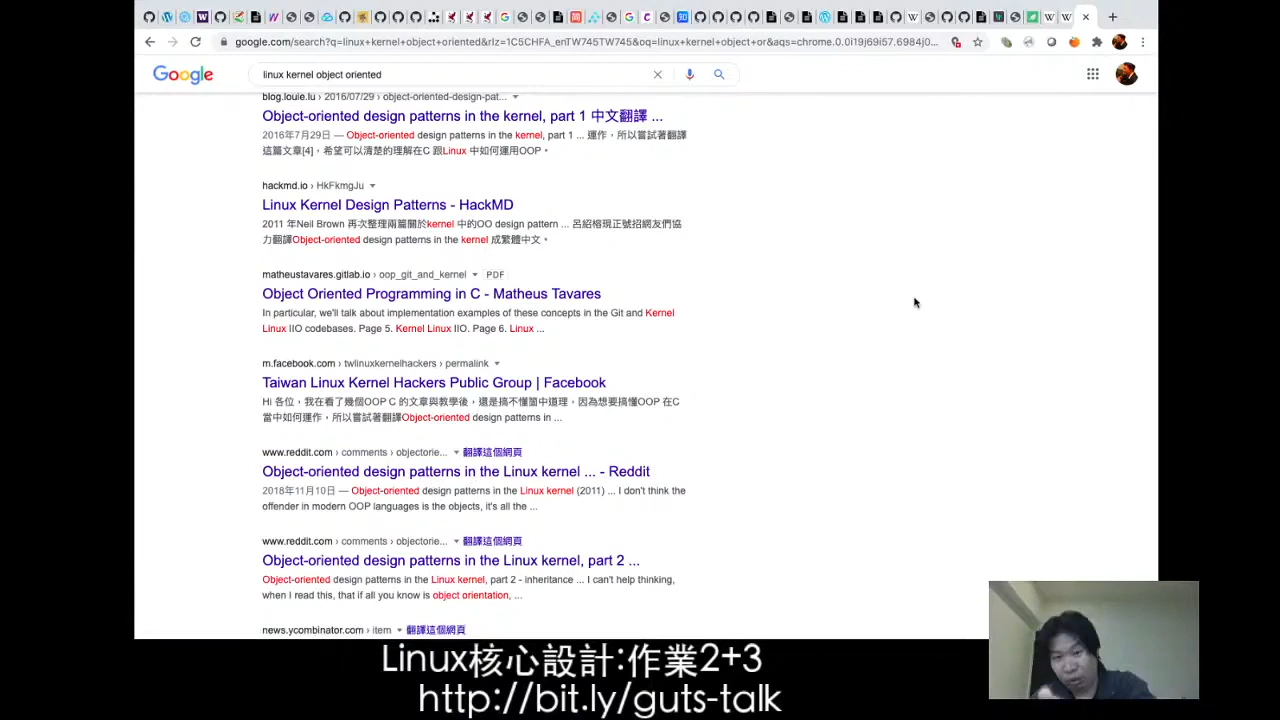 google.com/search?q=linux+kernel+object+oriented&rlz=1C5CHFA_enTW745TW745&oq=linux+kernel+object+or&aqs=chrome.0.0i19j69i57.6984j0...
Google
linux kernel object oriented
blog.louie.lu › 2016/07/29 › object-oriented-design-pat...
Object-oriented design patterns in the kernel, part 1 中文翻譯 ...
2016年7月29日 — Object-oriented design patterns in the kernel, part 1 ... 運作，所以嘗試著翻譯
這篇文章[4]，希望可以清楚的理解在C 跟Linux 中如何運用OOP。
hackmd.io › HkFkmgJu
Linux Kernel Design Patterns - HackMD
2011 年Neil Brown 再次整理兩篇關於kernel 中的OO design pattern ... 呂紹榕現正號招網友們協
力翻譯Object-oriented design patterns in the kernel 成繁體中文。
matheustavares.gitlab.io › oop_git_and_kernel PDF
Object Oriented Programming in C - Matheus Tavares
In particular, we'll talk about implementation examples of these concepts in the Git and Kernel
Linux IIO codebases. Page 5. Kernel Linux IIO. Page 6. Linux ...
m.facebook.com › twlinuxkernelhackers › permalink
Taiwan Linux Kernel Hackers Public Group | Facebook
Hi 各位，我在看了幾個OOP C 的文章與教學後，還是搞不懂箇中道理，因為想要搞懂OOP 在C
當中如何運作，所以嘗試著翻譯Object-oriented design patterns in ...
www.reddit.com › comments › objectorie... 翻譯這個網頁
Object-oriented design patterns in the Linux kernel ... - Reddit
2018年11月10日 — Object-oriented design patterns in the Linux kernel (2011) ... I don't think the
offender in modern OOP languages is the objects, it's all the ...
www.reddit.com › comments › objectorie... 翻譯這個網頁
Object-oriented design patterns in the Linux kernel, part 2 ...
Object-oriented design patterns in the Linux kernel, part 2 - inheritance ... I can't help thinking,
when I read this, that if all you know is object orientation, ...
news.ycombinator.com › item 翻譯這個網頁
Linux核心設計:作業2+3
http://bit.ly/guts-talk